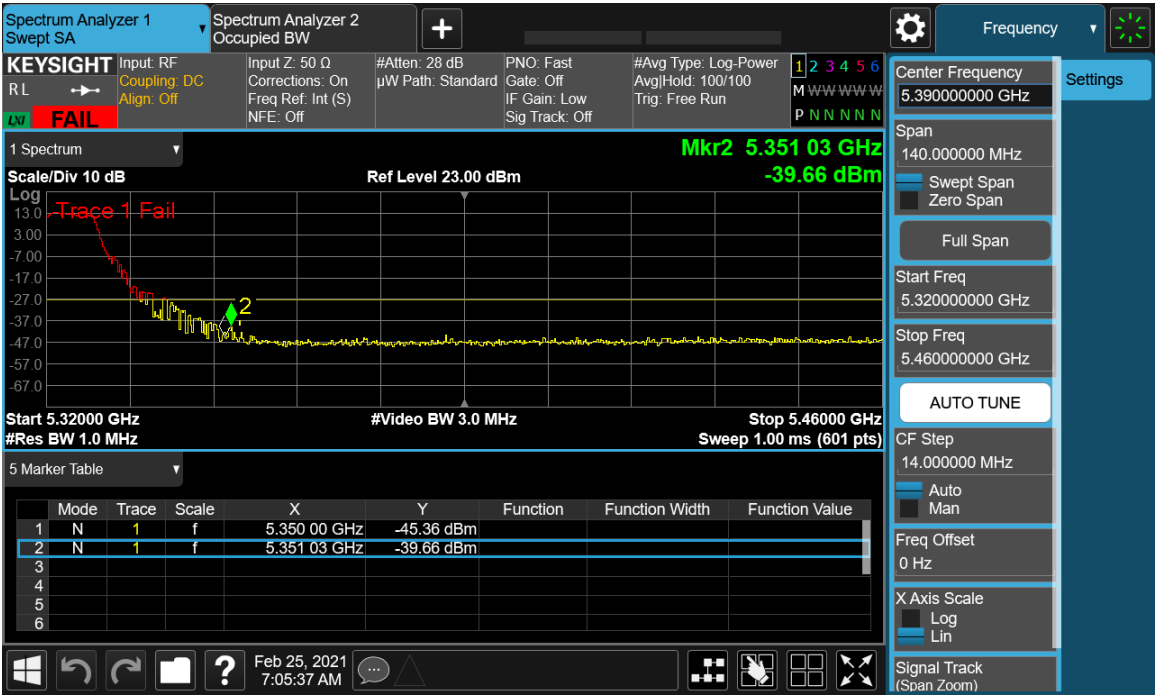 Spectrum Analyzer 1
Swept SA
Spectrum Analyzer 2
Occupied BW
Frequency
KEYSIGHT
RL
LXI
FAIL
Input: RF
Coupling: DC
Align: Off
Input Z: 50 Ω
Corrections: On
Freq Ref: Int (S)
NFE: Off
#Atten: 28 dB
µW Path: Standard
PNO: Fast
Gate: Off
IF Gain: Low
Sig Track: Off
#Avg Type: Log-Power
Avg|Hold: 100/100
Trig: Free Run
1 2 3 4 5 6
M W W W W W
P N N N N N
1 Spectrum
Mkr2 5.351 03 GHz
Scale/Div 10 dB
Ref Level 23.00 dBm
-39.66 dBm
Log
Trace 1 Fail
13.0
3.00
-7.00
-17.0
-27.0
2
-37.0
-47.0
-57.0
-67.0
Start 5.32000 GHz
#Video BW 3.0 MHz
Stop 5.46000 GHz
#Res BW 1.0 MHz
Sweep 1.00 ms (601 pts)
5 Marker Table
Mode Trace Scale X Y Function Function Width Function Value
1 N 1 f 5.350 00 GHz -45.36 dBm
2 N 1 f 5.351 03 GHz -39.66 dBm
3
4
5
6
?
Feb 25, 2021
7:05:37 AM
Center Frequency
5.390000000 GHz
Settings
Span
140.000000 MHz
Swept Span
Zero Span
Full Span
Start Freq
5.320000000 GHz
Stop Freq
5.460000000 GHz
AUTO TUNE
CF Step
14.000000 MHz
Auto
Man
Freq Offset
0 Hz
X Axis Scale
Log
Lin
Signal Track
(Span Zoom)